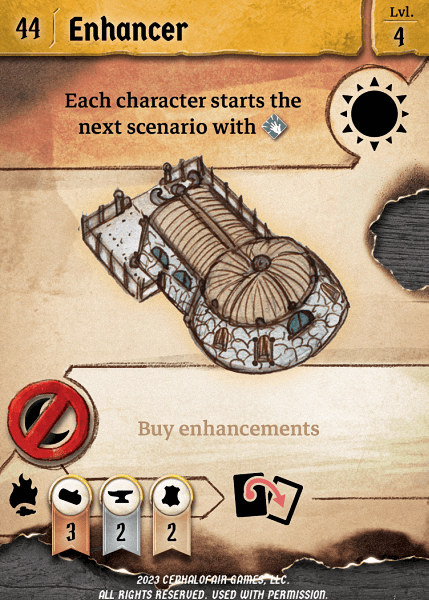 44 Enhancer
Lvl.
4
Each character starts the
next scenario with
Buy enhancements
3 2 2
2023 CEPHALOFAIR GAMES, LLC.
ALL RIGHTS RESERVED. USED WITH PERMISSION.